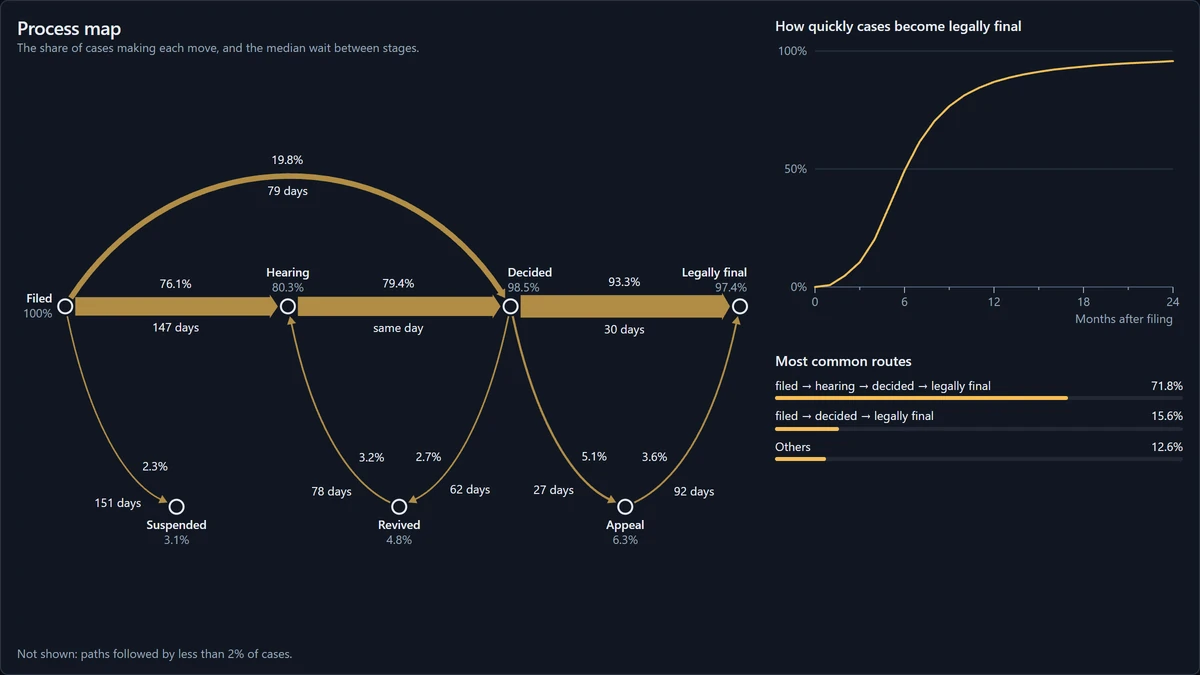 Process map
The share of cases making each move, and the median wait between stages.
19.8%
79 days
Filed
100%
76.1%
147 days
Hearing
80.3%
79.4%
same day
Decided
98.5%
93.3%
30 days
Legally final
97.4%
2.3%
151 days
Suspended
3.1%
3.2%
78 days
2.7%
62 days
Revived
4.8%
5.1%
27 days
3.6%
92 days
Appeal
6.3%
Not shown: paths followed by less than 2% of cases.
How quickly cases become legally final
100%
50%
0%
0 6 12 18 24
Months after filing
Most common routes
filed → hearing → decided → legally final 71.8%
filed → decided → legally final 15.6%
Others 12.6%